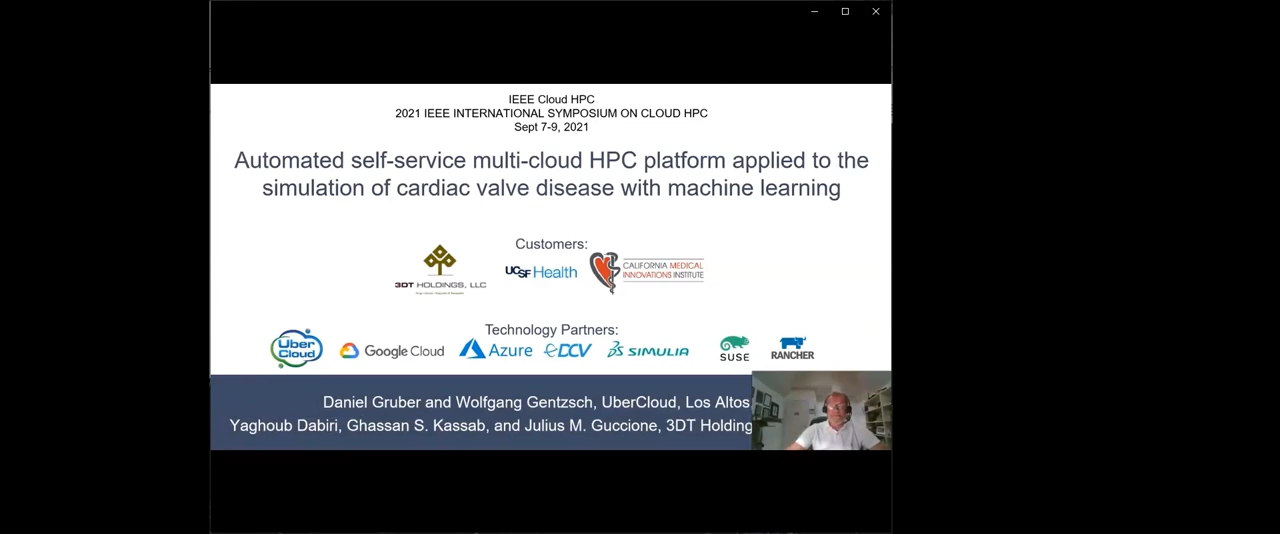 IEEE Cloud HPC
2021 IEEE INTERNATIONAL SYMPOSIUM ON CLOUD HPC
Sept 7-9, 2021
Automated self-service multi-cloud HPC platform applied to the
simulation of cardiac valve disease with machine learning
Customers:
3DT HOLDINGS, LLC
UCSF Health
CALIFORNIA MEDICAL
INNOVATIONS INSTITUTE
Technology Partners:
Uber
Cloud
Google Cloud
Azure
DCV
SIMULIA
SUSE
RANCHER
Daniel Gruber and Wolfgang Gentzsch, UberCloud, Los Altos
Yaghoub Dabiri, Ghassan S. Kassab, and Julius M. Guccione, 3DT Holding